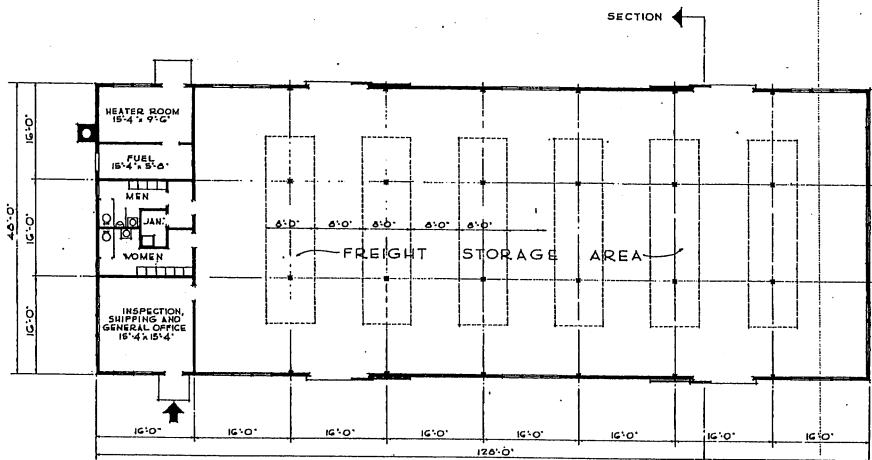 SECTION
HEATER ROOM
15'-4" x 9'-6"
FUEL
15'-4" x 5'-8"
MEN
JAN.
WOMEN
INSPECTION,
SHIPPING AND
GENERAL OFFICE
15'-4" x 15'-4"
16'-0"
16'-0"
16'-0"
48'-0"
8'-0" 8'-0" 8'-0" 8'-0" 8'-0"
FREIGHT STORAGE AREA
16'-0" 16'-0" 16'-0" 16'-0" 16'-0" 16'-0" 16'-0" 16'-0"
128'-0"